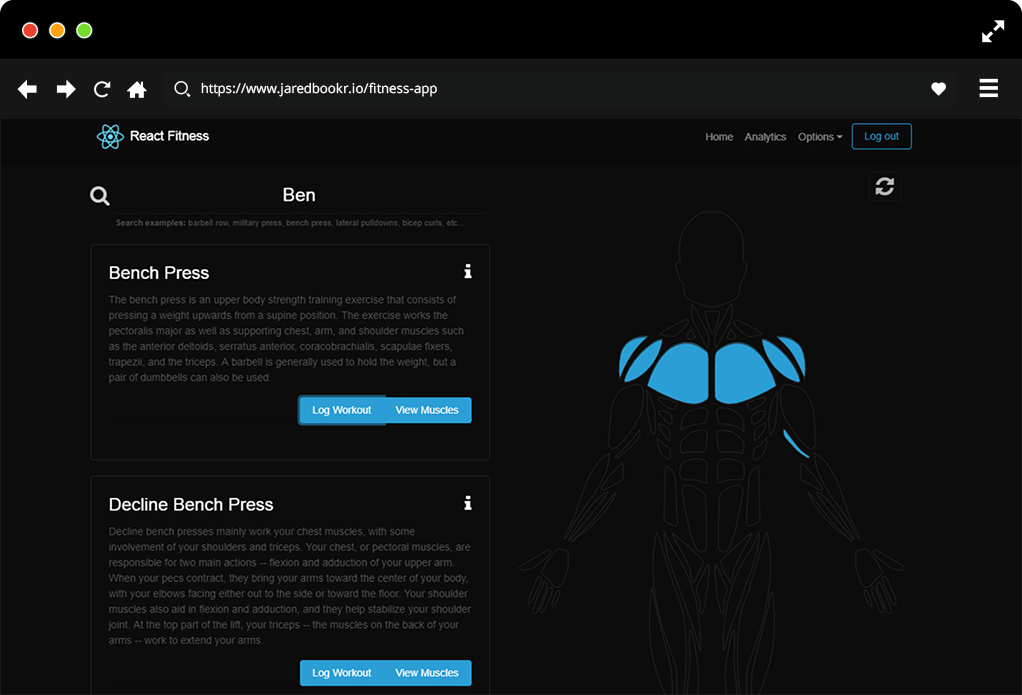 https://www.jaredbookr.io/fitness-app
React Fitness
Home Analytics Options Log out
Ben
Search examples: barbell row, military press, bench press, lateral pulldowns, bicep curls, etc...
Bench Press
The bench press is an upper body strength training exercise that consists of
pressing a weight upwards from a supine position. The exercise works the
pectoralis major as well as supporting chest, arm, and shoulder muscles such
as the anterior deltoids, serratus anterior, coracobrachialis, scapulae fixers,
trapezii, and the triceps. A barbell is generally used to hold the weight, but a
pair of dumbbells can also be used.
Log Workout View Muscles
Decline Bench Press
Decline bench presses mainly work your chest muscles, with some
involvement of your shoulders and triceps. Your chest, or pectoral muscles, are
responsible for two main actions -- flexion and adduction of your upper arm.
When your pecs contract, they bring your arms toward the center of your body,
with your elbows facing either out to the side or toward the floor. Your shoulder
muscles also aid in flexion and adduction, and they help stabilize your shoulder
joint. At the top part of the lift, your triceps -- the muscles on the back of your
arms -- work to extend your arms.
Log Workout View Muscles